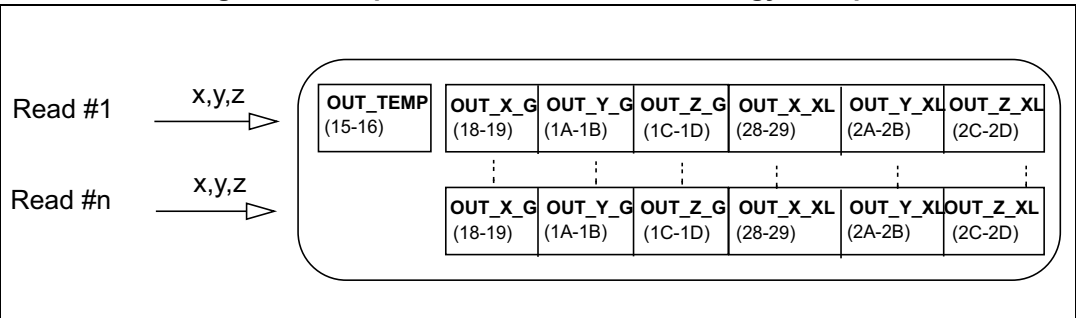 Read #1
x,y,z
OUT_TEMP OUT_X_G OUT_Y_G OUT_Z_G OUT_X_XL OUT_Y_XL OUT_Z_XL
(15-16) (18-19) (1A-1B) (1C-1D) (28-29) (2A-2B) (2C-2D)
Read #n
x,y,z
OUT_X_G OUT_Y_G OUT_Z_G OUT_X_XL OUT_Y_XL OUT_Z_XL
(18-19) (1A-1B) (1C-1D) (28-29) (2A-2B) (2C-2D)